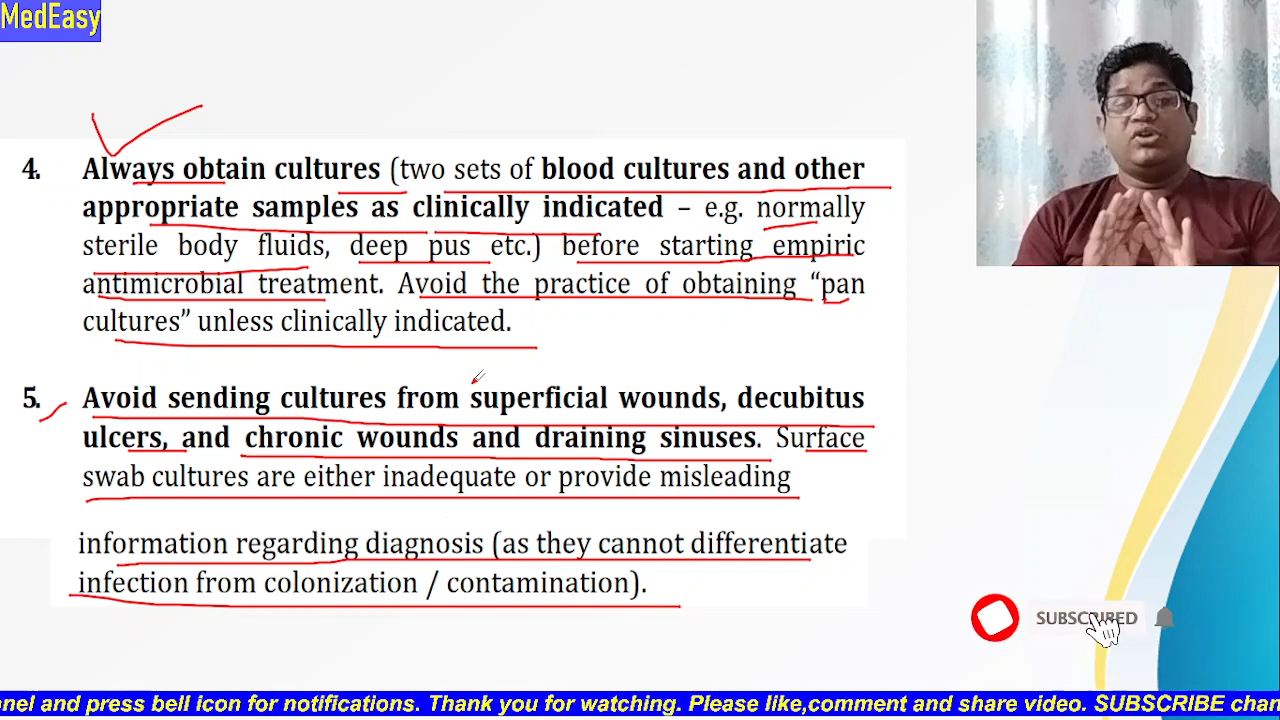 MedEasy
4. Always obtain cultures (two sets of blood cultures and other
appropriate samples as clinically indicated – e.g. normally
sterile body fluids, deep pus etc.) before starting empiric
antimicrobial treatment. Avoid the practice of obtaining “pan
cultures” unless clinically indicated.
5. Avoid sending cultures from superficial wounds, decubitus
ulcers, and chronic wounds and draining sinuses. Surface
swab cultures are either inadequate or provide misleading
information regarding diagnosis (as they cannot differentiate
infection from colonization / contamination).
SUBSCRIBED
nel and press bell icon for notifications. Thank you for watching. Please like,comment and share video. SUBSCRIBE chan